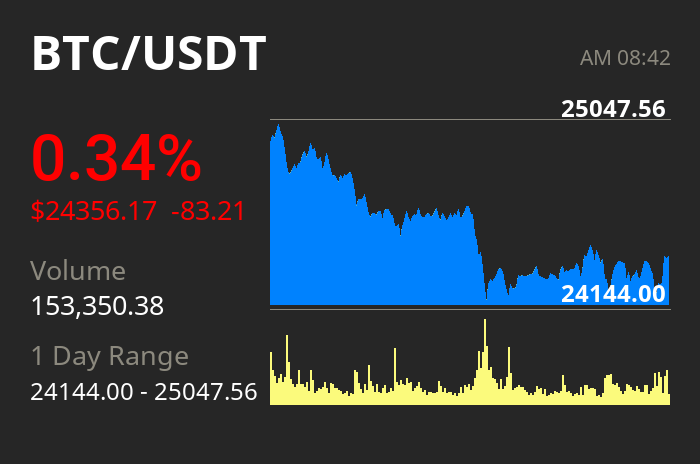 BTC/USDT
AM 08:42
25047.56
0.34%
$24356.17 -83.21
Volume
153,350.38
24144.00
1 Day Range
24144.00 - 25047.56